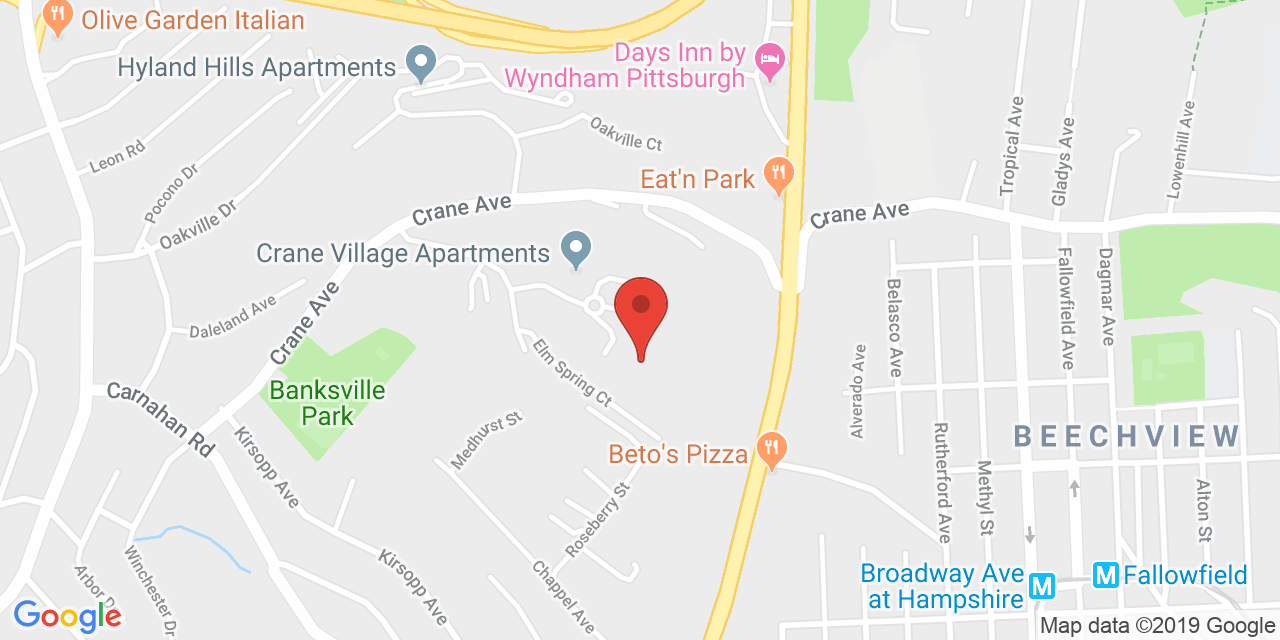 Olive Garden Italian
Hyland Hills Apartments
Days Inn by
Wyndham Pittsburgh
Oakville Ct
Leon Rd
Pocono Dr
Oakville Dr
Eat'n Park
Crane Ave
Crane Ave
Tropical Ave
Gladys Ave
Lowenhill Ave
Crane Village Apartments
Daleland Ave
Crane Ave
Belasco Ave
Fallowfield Ave
Dagmar Ave
Banksville
Park
Elm Spring Ct
Alverado Ave
Carnahan Rd
Kirsopp Ave
Medhurst St
Beto's Pizza
BEECHVIEW
Rutherford Ave
Methyl St
Alton St
Roseberry St
Kirsopp Ave
Chappel Ave
Winchester Dr
Arbor D
Broadway Ave
at Hampshire
M
M
Fallowfield
Google
Map data ©2019 Google